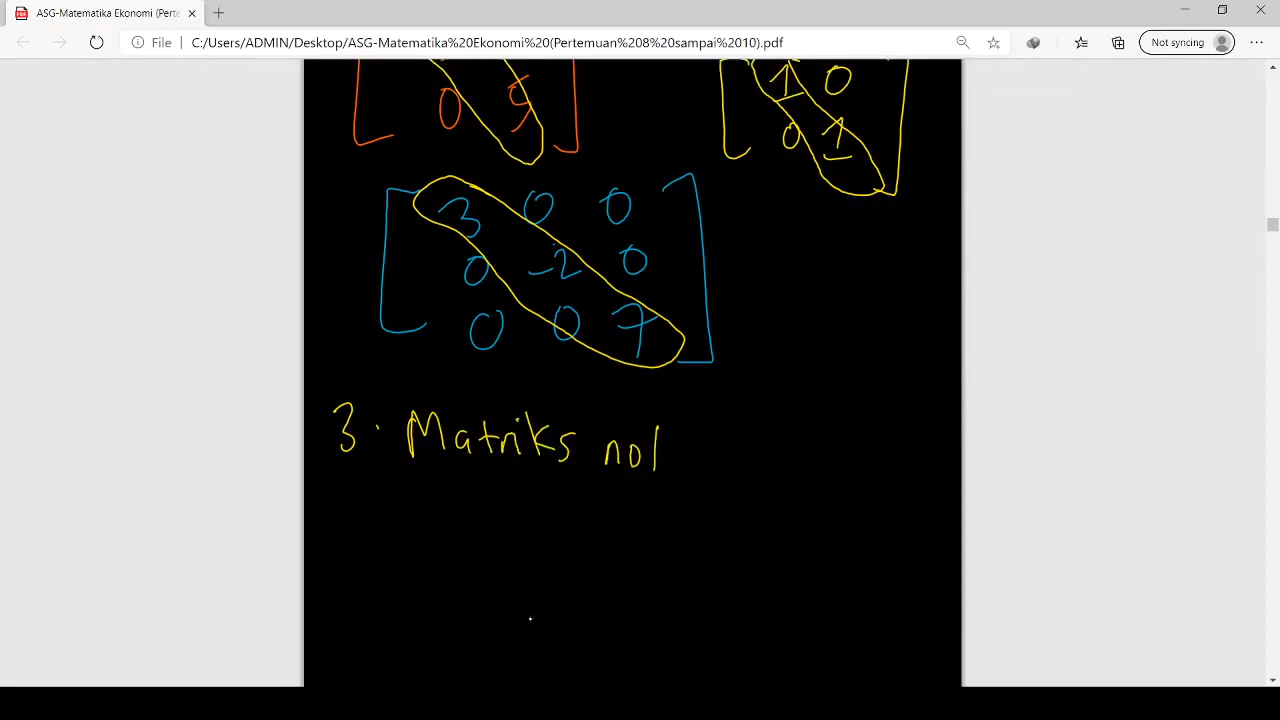 ASG-Matematika Ekonomi (Perte
File C:/Users/ADMIN/Desktop/ASG-Matematika%20Ekonomi%20(Pertemuan%208%20sampai%2010).pdf
Not syncing
0 9
1 0
0 1
3 0 0
0 -2 0
0 0 7
3. Matriks nol